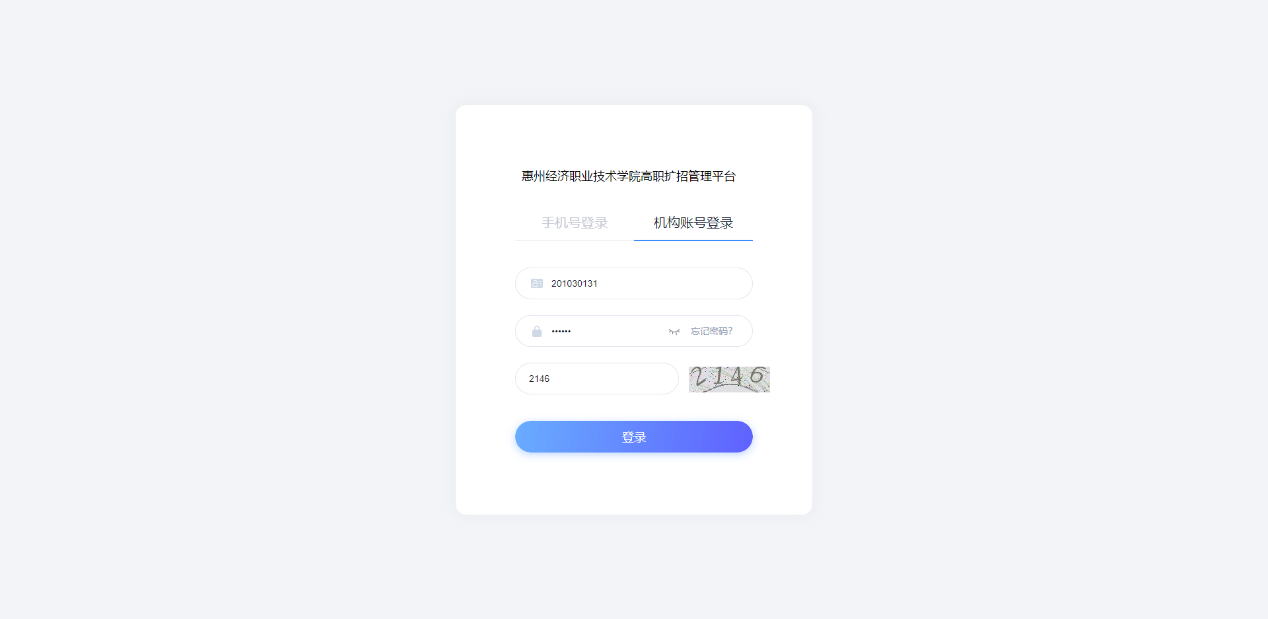 惠州经济职业技术学院高职扩招管理平台
手机号登录 机构账号登录
201030131
•••••• 忘记密码?
2146 2146
登录